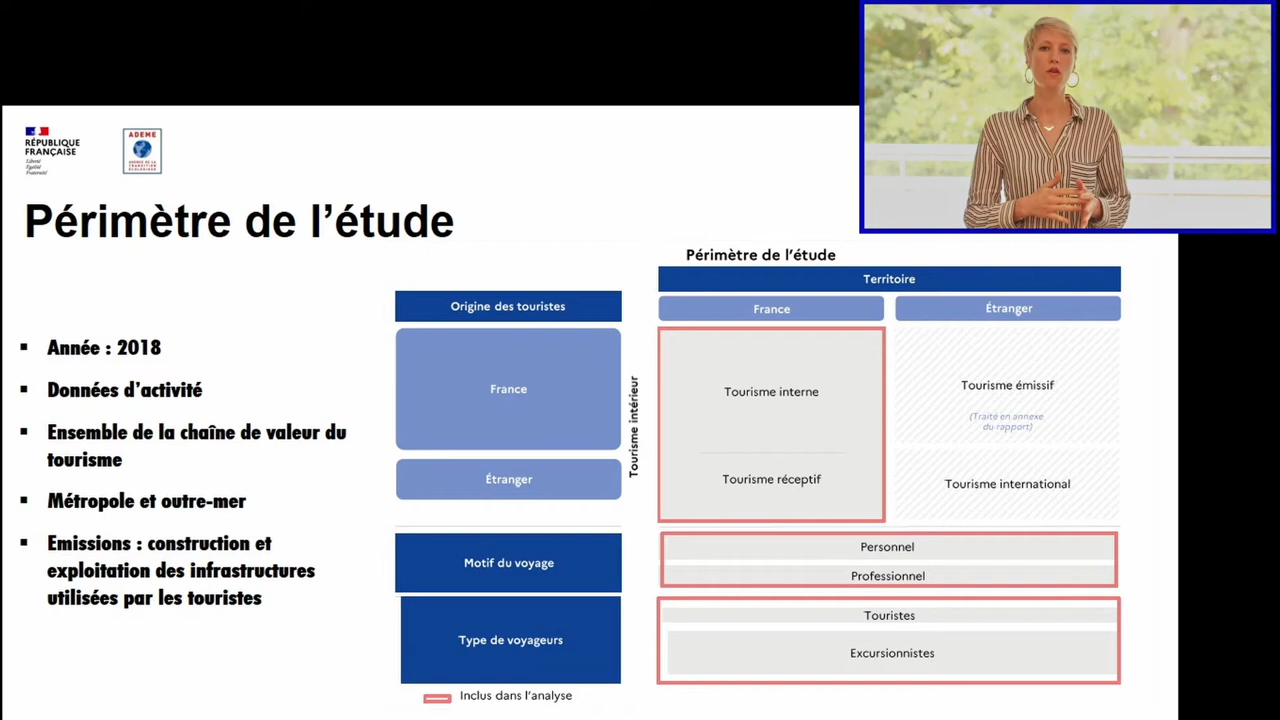 RÉPUBLIQUE
FRANÇAISE
Liberté
Égalité
Fraternité
ADEME
AGENCE DE LA
TRANSITION
ÉCOLOGIQUE
Périmètre de l’étude
Année : 2018
Données d’activité
Ensemble de la chaîne de valeur du
tourisme
Métropole et outre-mer
Emissions : construction et
exploitation des infrastructures
utilisées par les touristes
Périmètre de l’étude
Territoire
Origine des touristes
France
Étranger
France
Étranger
Tourisme intérieur
Tourisme interne
Tourisme réceptif
Tourisme émissif
(Traité en annexe
du rapport)
Tourisme international
Motif du voyage
Personnel
Professionnel
Type de voyageurs
Touristes
Excursionnistes
Inclus dans l’analyse